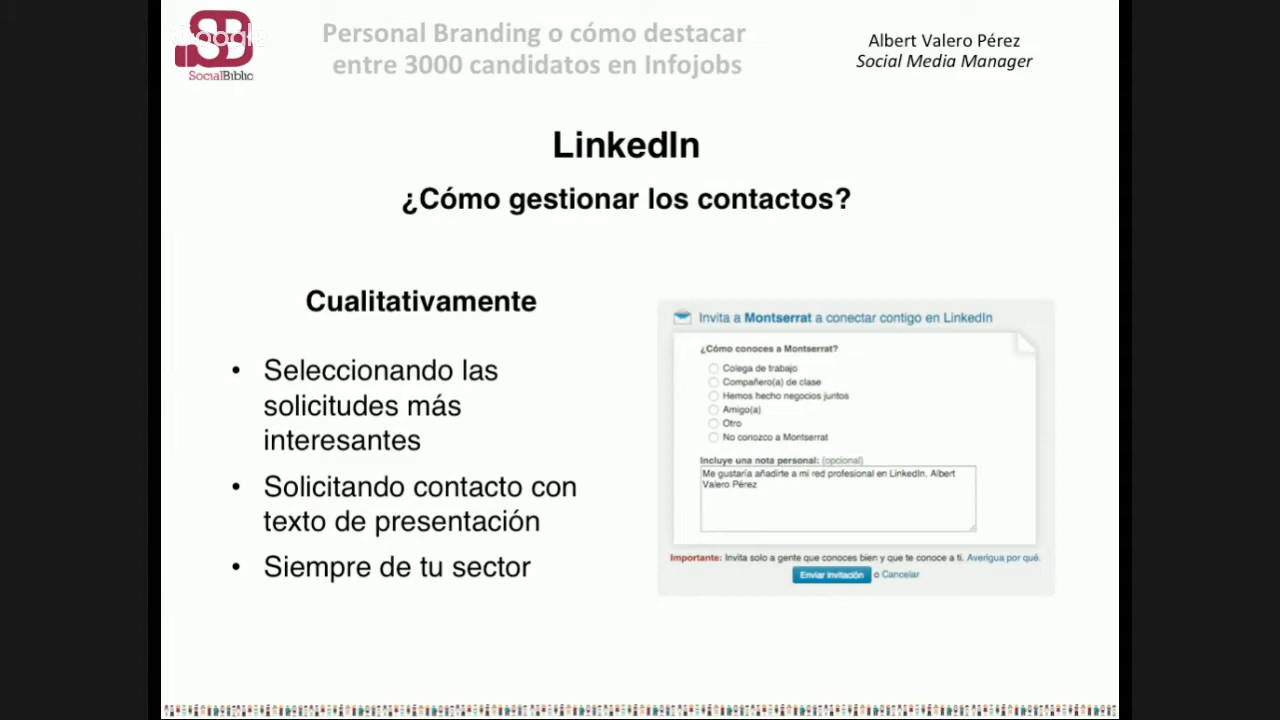 Google
SB
SocialBiblio
Personal Branding o cómo destacar
entre 3000 candidatos en Infojobs
Albert Valero Pérez
Social Media Manager
LinkedIn
¿Cómo gestionar los contactos?
Cualitativamente
• Seleccionando las
solicitudes más
interesantes
• Solicitando contacto con
texto de presentación
• Siempre de tu sector
Invita a Montserrat a conectar contigo en LinkedIn
¿Cómo conoces a Montserrat?
Colega de trabajo
Compañero(a) de clase
Hemos hecho negocios juntos
Amigo(a)
Otro
No conozco a Montserrat
Incluye una nota personal: (opcional)
Me gustaría añadirte a mi red profesional en LinkedIn. Albert
Valero Pérez
Importante: Invita solo a gente que conoces bien y que te conoce a ti. Averigua por qué.
Enviar invitación o Cancelar